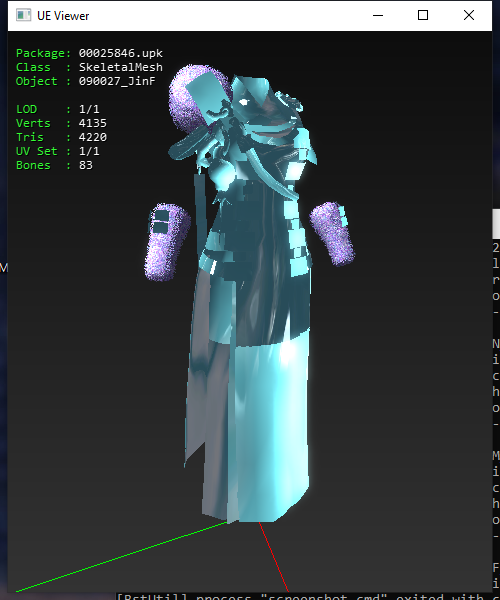 UE Viewer
Package: 00025846.upk
Class : SkeletalMesh
Object : 090027_JinF
LOD : 1/1
Verts : 4135
Tris : 4220
UV Set : 1/1
Bones : 83